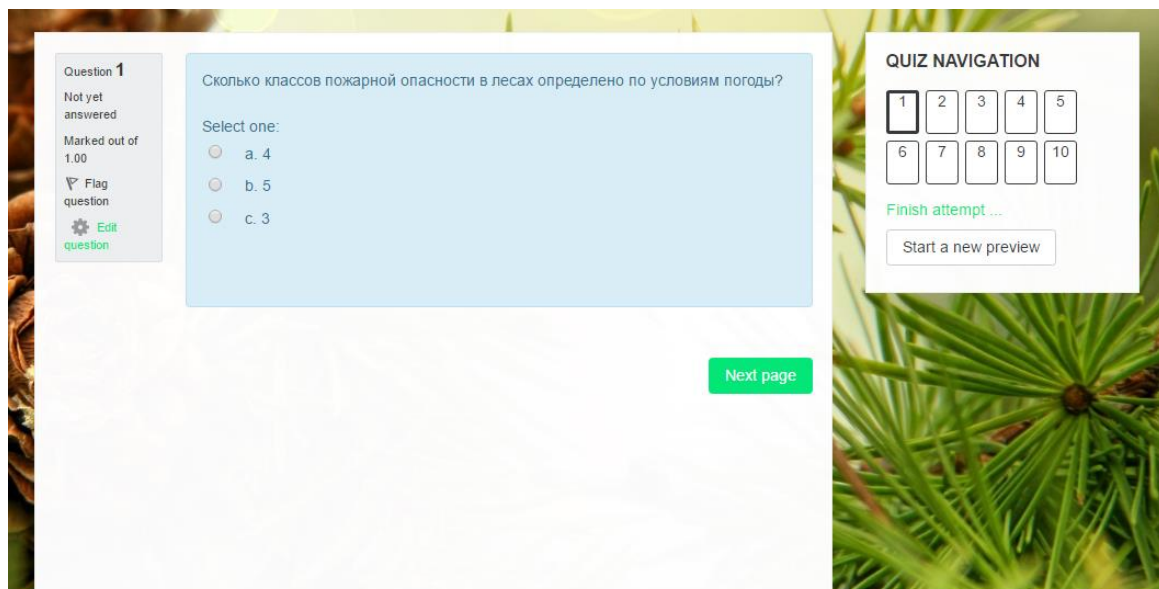 Question 1
Not yet
answered
Marked out of
1.00
Flag
question
Edit
question
Сколько классов пожарной опасности в лесах определено по условиям погоды?
Select one:
a. 4
b. 5
c. 3
Next page
QUIZ NAVIGATION
1 2 3 4 5
6 7 8 9 10
Finish attempt ...
Start a new preview